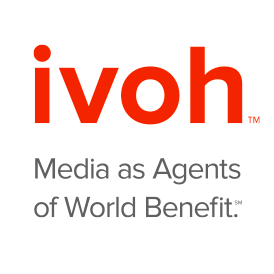 ivoh™
Media as Agents
of World Benefit.℠